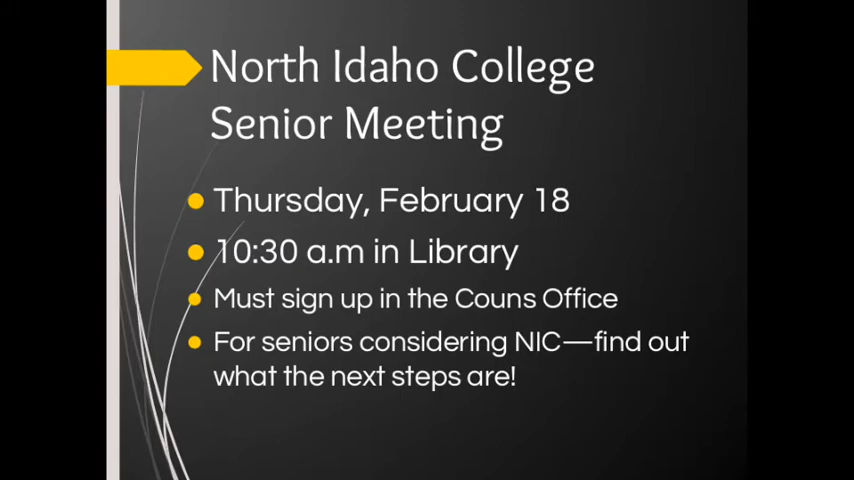 North Idaho College
Senior Meeting
Thursday, February 18
10:30 a.m in Library
Must sign up in the Couns Office
For seniors considering NIC—find out
what the next steps are!